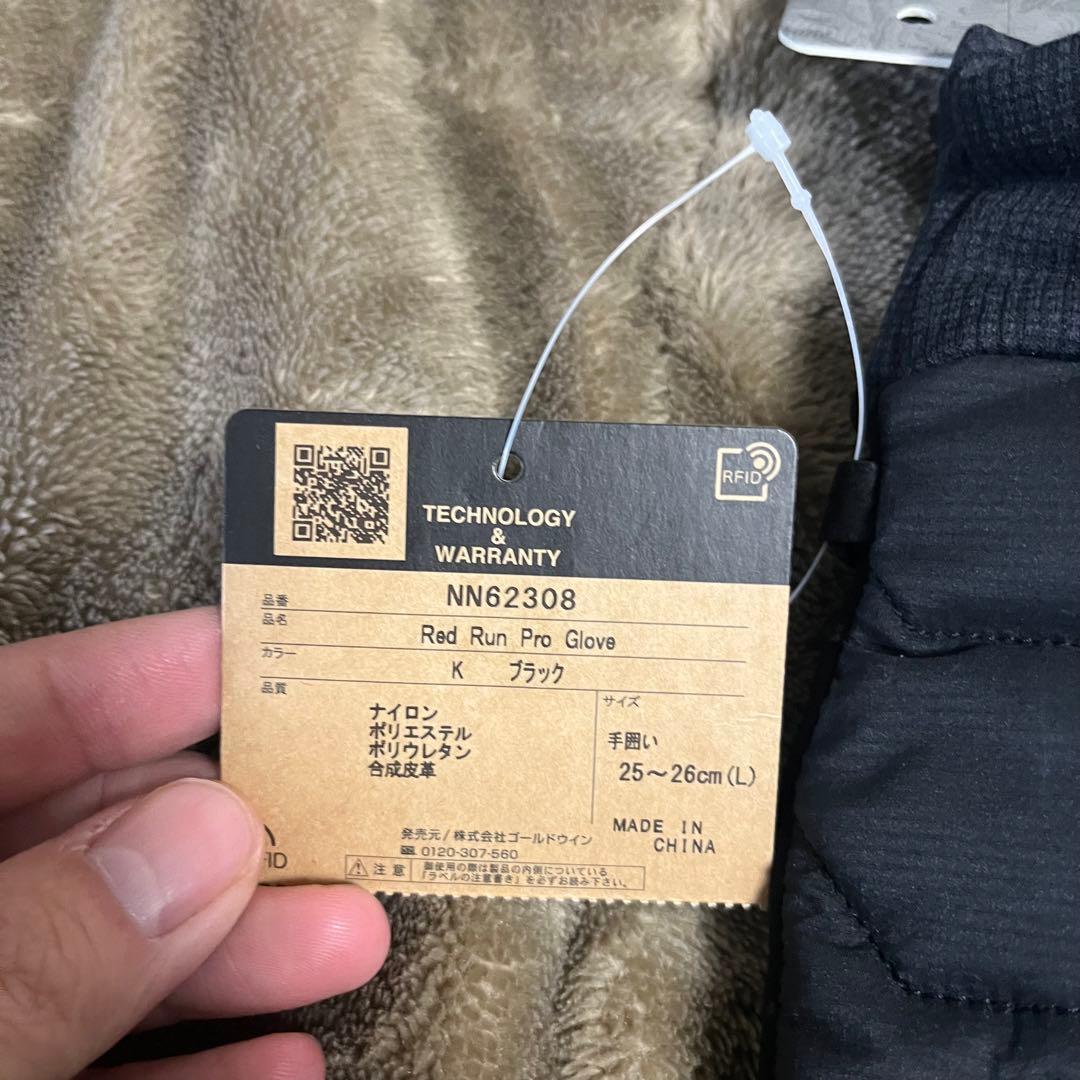 RFID
TECHNOLOGY
&
WARRANTY
品番 NN62308
品名 Red Run Pro Glove
カラー K ブラック
品質
ナイロン
ポリエステル
ポリウレタン
合成皮革
サイズ
手囲い
25～26cm(L)
MADE IN
CHINA
発売元/株式会社ゴールドウイン
0120-307-560
注意
御使用の際は製品の内側についている
「ラベルの注意書き」を必ずお読み下さい。